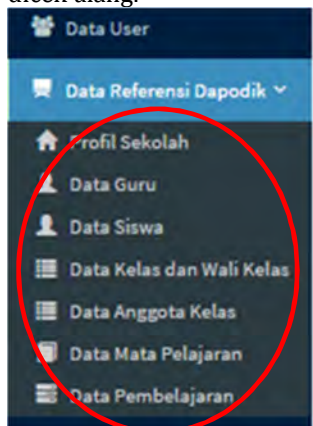 Data User
Data Referensi Dapodik
Profil Sekolah
Data Guru
Data Siswa
Data Kelas dan Wali Kelas
Data Anggota Kelas
Data Mata Pelajaran
Data Pembelajaran